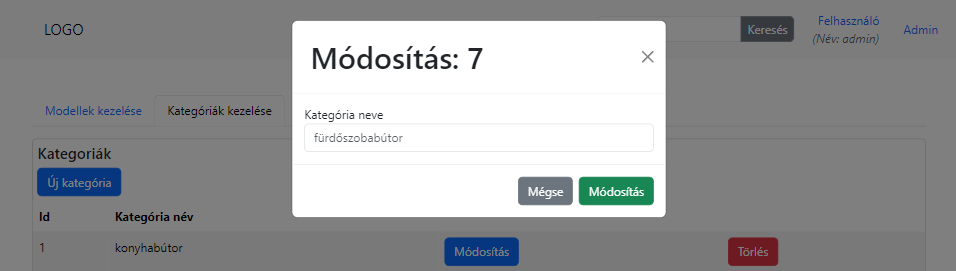 LOGO
Keresés
Felhasználó
(Név: admin)
Admin
Módosítás: 7
Modellek kezelése
Kategóriák kezelése
Kategória neve
fürdőszobabútor
Mégse
Módosítás
Kategoriák
Új kategória
Id
Kategória név
1
konyhabútor
Módosítás
Törlés